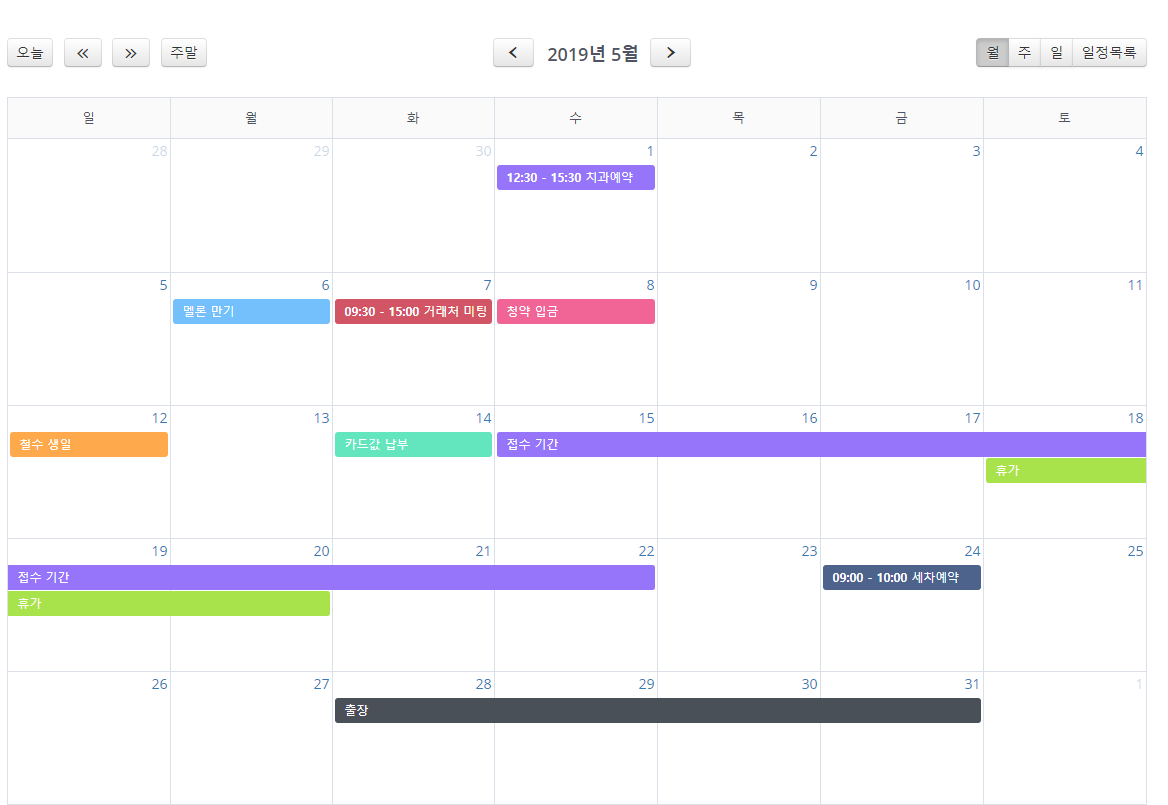 오늘 « » 주말 < 2019년 5월 > 월 주 일 일정목록
일 월 화 수 목 금 토
28 29 30 1 2 3 4
12:30 - 15:30 치과예약
5 6 7 8 9 10 11
멜론 만기 09:30 - 15:00 거래처 미팅 청약 입금
12 13 14 15 16 17 18
철수 생일 카드값 납부 접수 기간
휴가
19 20 21 22 23 24 25
접수 기간 09:00 - 10:00 세차예약
휴가
26 27 28 29 30 31 1
출장